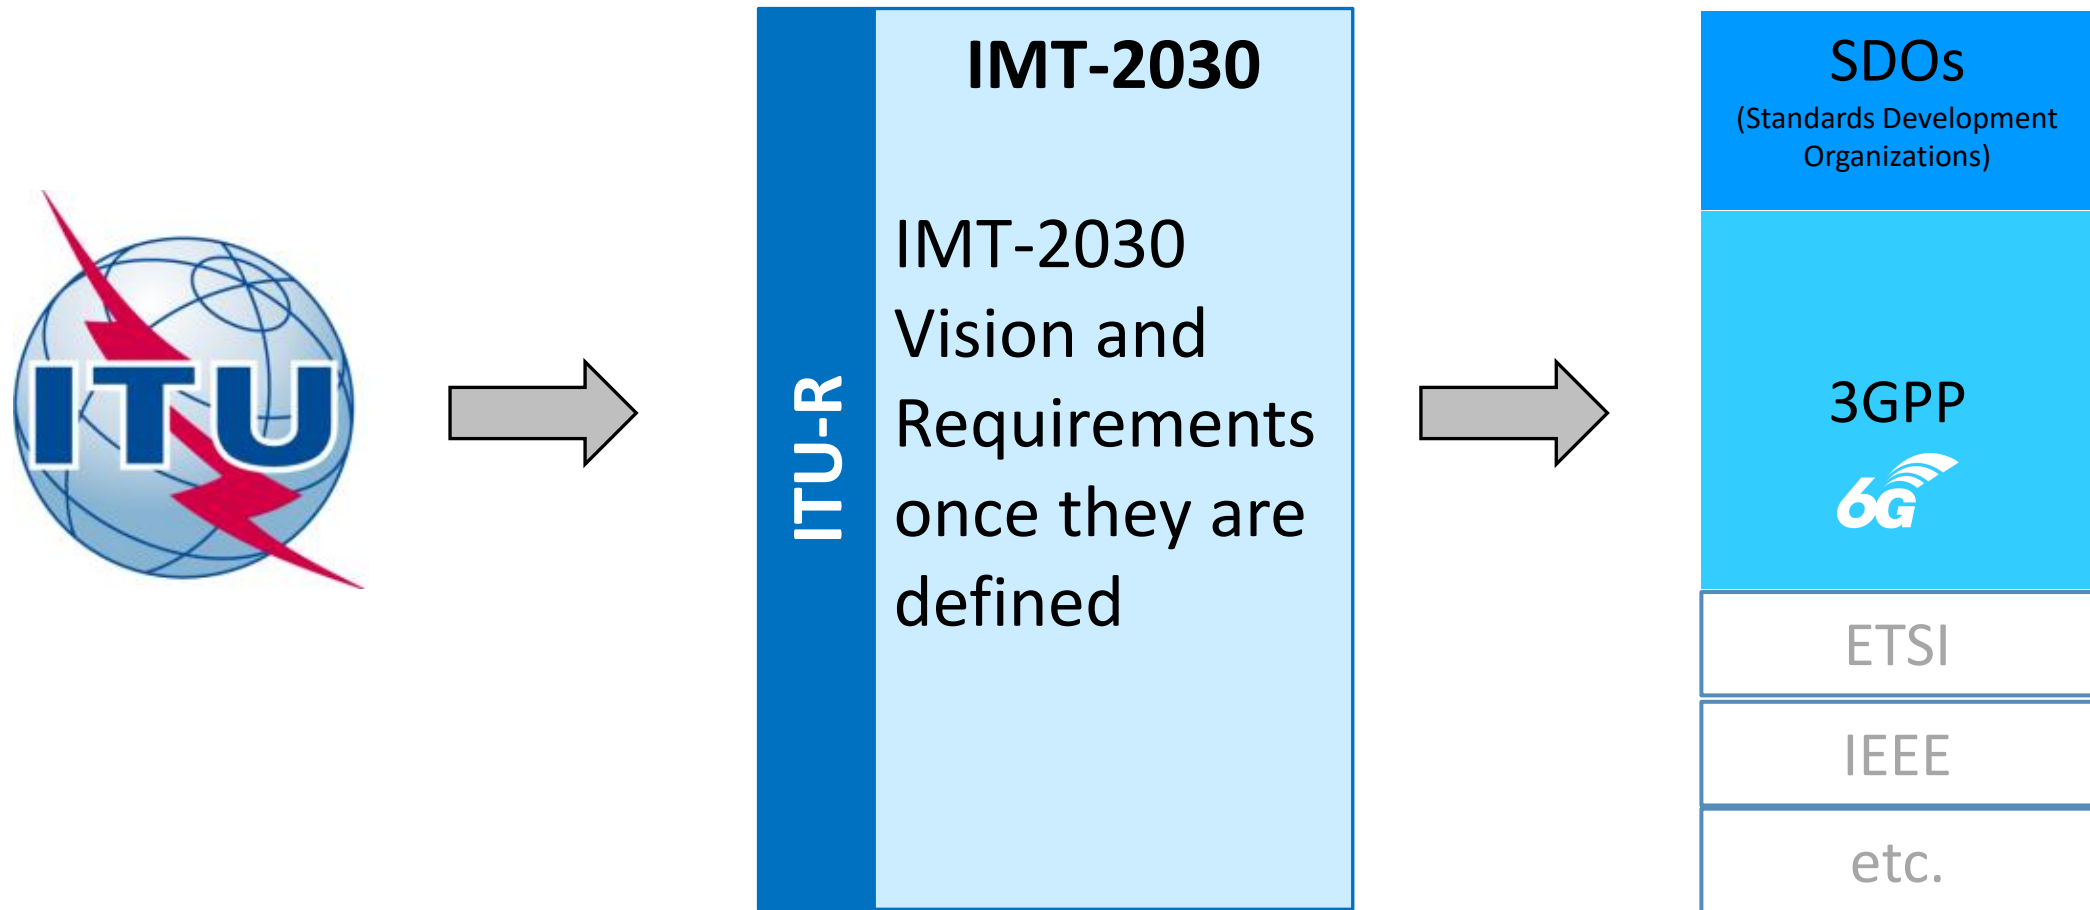 ITU
ITU-R
IMT-2030
IMT-2030
Vision and
Requirements
once they are
defined
SDOs
(Standards Development
Organizations)
3GPP
6G
ETSI
IEEE
etc.